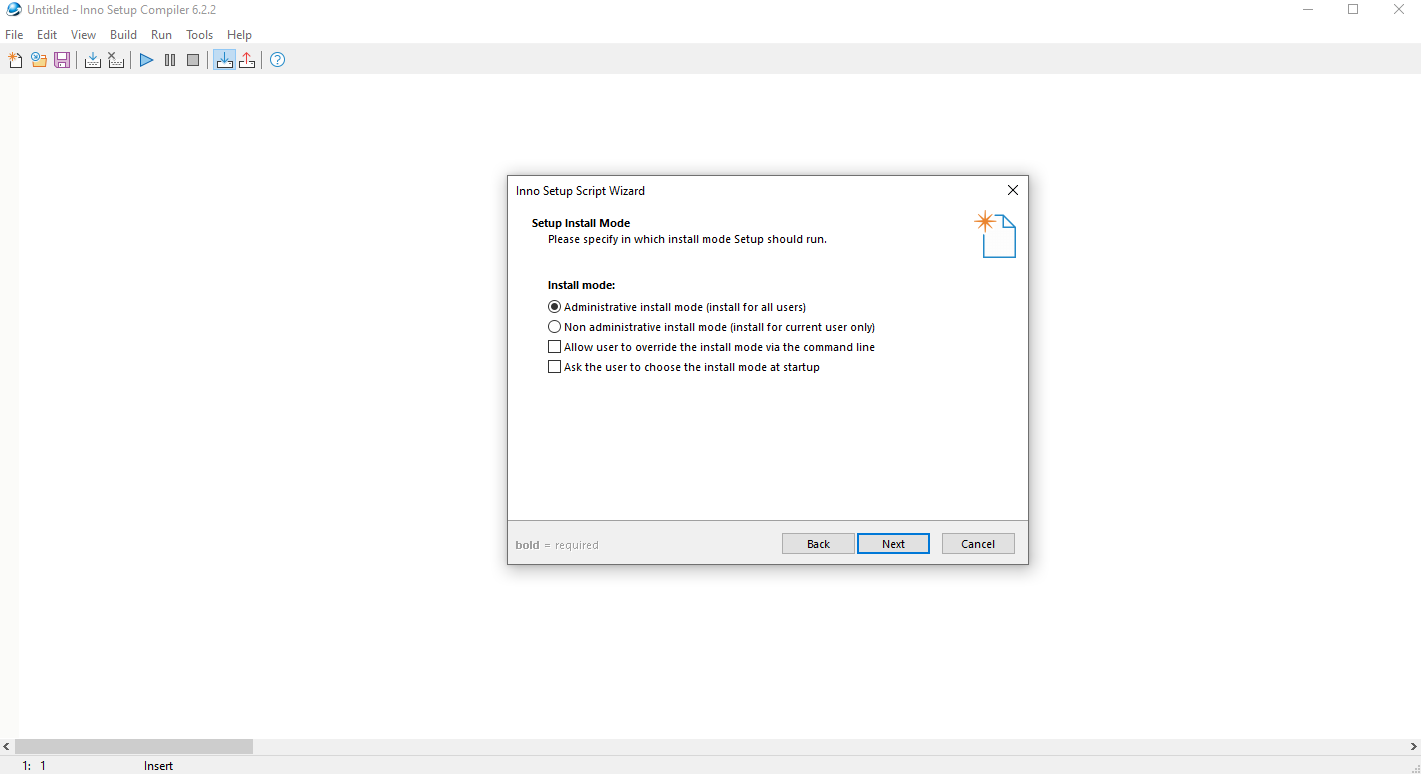 Untitled - Inno Setup Compiler 6.2.2
File Edit View Build Run Tools Help
Inno Setup Script Wizard
Setup Install Mode
Please specify in which install mode Setup should run.
Install mode:
Administrative install mode (install for all users)
Non administrative install mode (install for current user only)
Allow user to override the install mode via the command line
Ask the user to choose the install mode at startup
bold = required
Back Next Cancel
1: 1 Insert